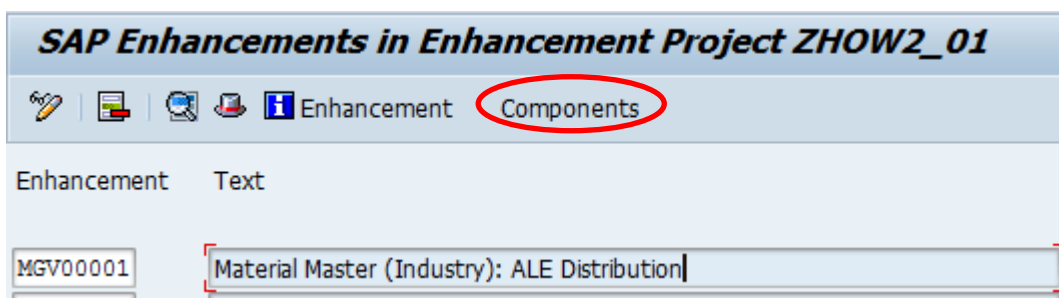 SAP Enhancements in Enhancement Project ZHOW2_01
Enhancement Components
Enhancement Text
MGV00001 Material Master (Industry): ALE Distribution